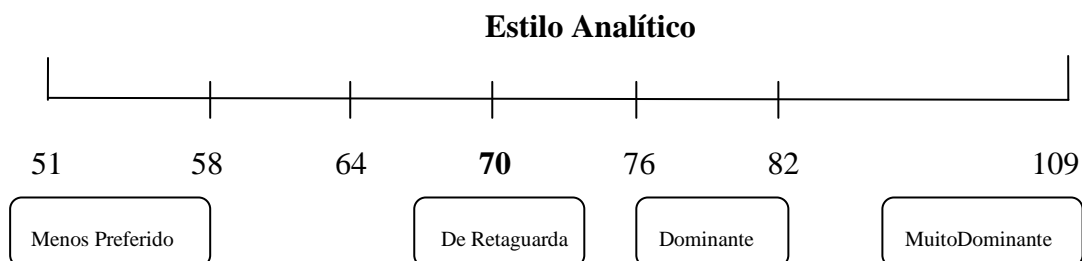 Estilo Analítico
51 58 64 70 76 82 109
Menos Preferido De Retaguarda Dominante MuitoDominante